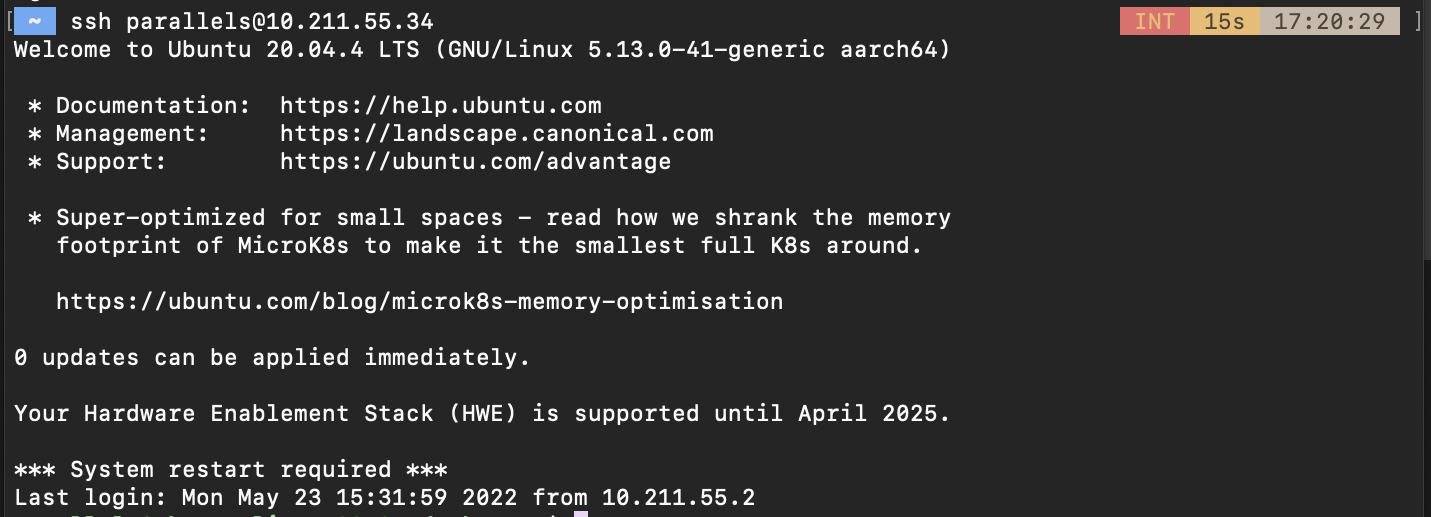 [ ~ ssh parallels@10.211.55.34 INT 15s 17:20:29 ]
Welcome to Ubuntu 20.04.4 LTS (GNU/Linux 5.13.0-41-generic aarch64)
* Documentation: https://help.ubuntu.com
* Management: https://landscape.canonical.com
* Support: https://ubuntu.com/advantage
* Super-optimized for small spaces - read how we shrank the memory
footprint of MicroK8s to make it the smallest full K8s around.
https://ubuntu.com/blog/microk8s-memory-optimisation
0 updates can be applied immediately.
Your Hardware Enablement Stack (HWE) is supported until April 2025.
*** System restart required ***
Last login: Mon May 23 15:31:59 2022 from 10.211.55.2